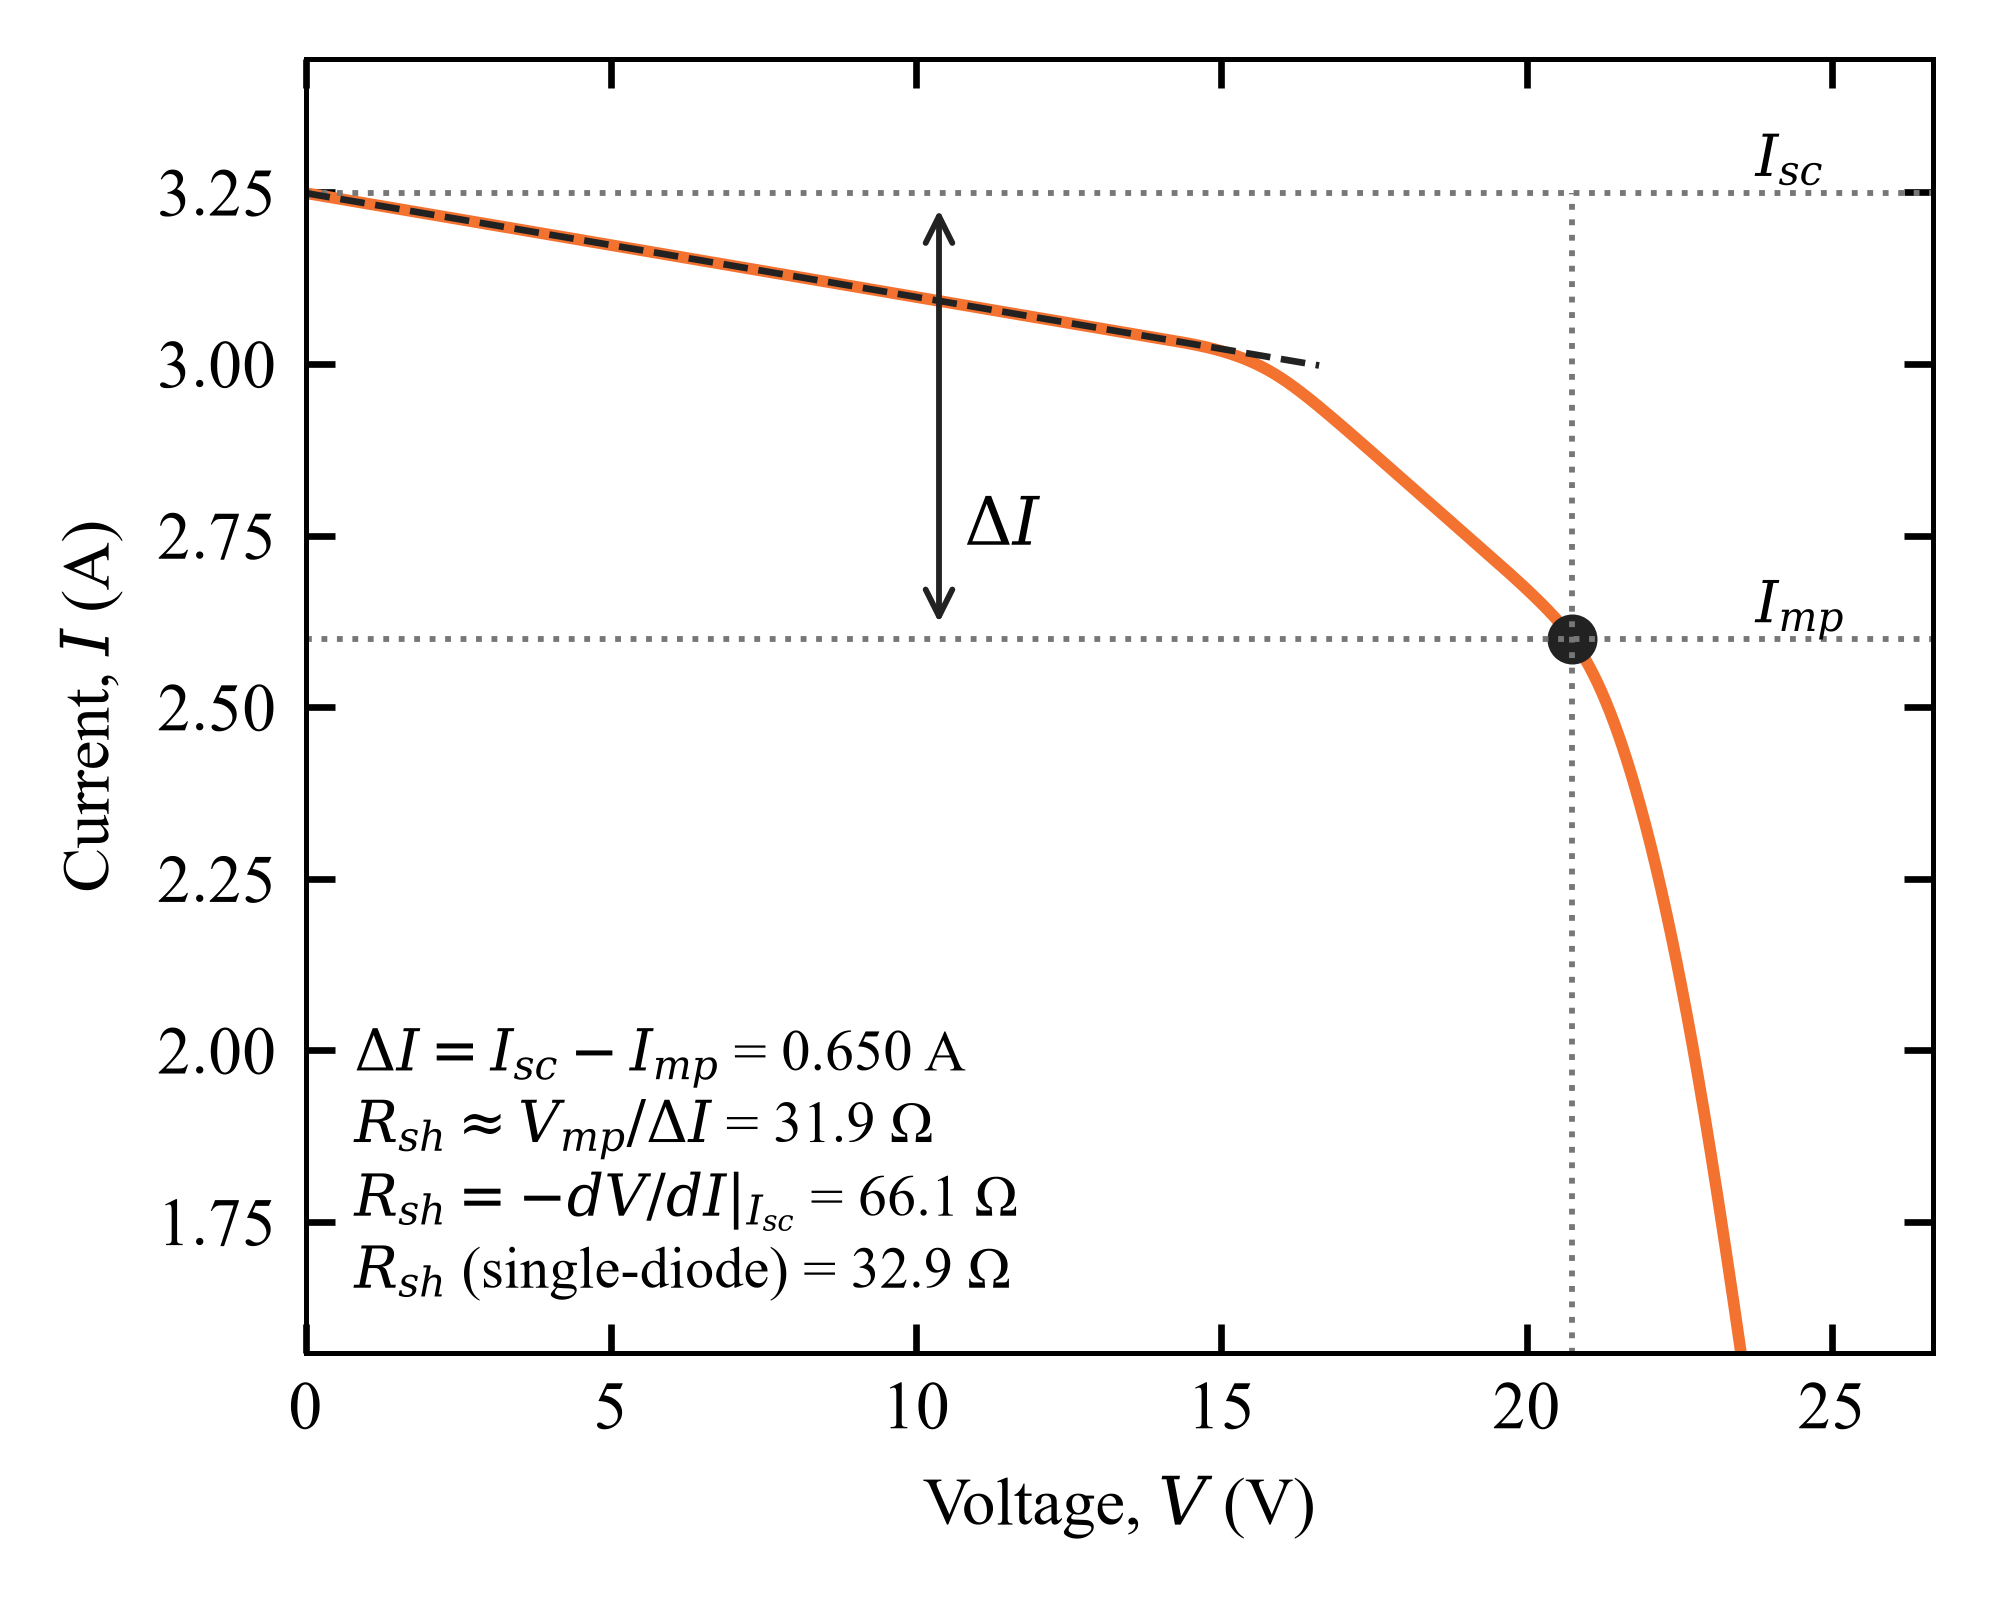 I_sc
3.25
3.00
2.75
ΔI
I_mp
2.50
2.25
2.00
1.75
Current, I (A)
ΔI = I_sc − I_mp = 0.650 A
R_sh ≈ V_mp/ΔI = 31.9 Ω
R_sh = −dV/dI|_I_sc = 66.1 Ω
R_sh (single-diode) = 32.9 Ω
0 5 10 15 20 25
Voltage, V (V)